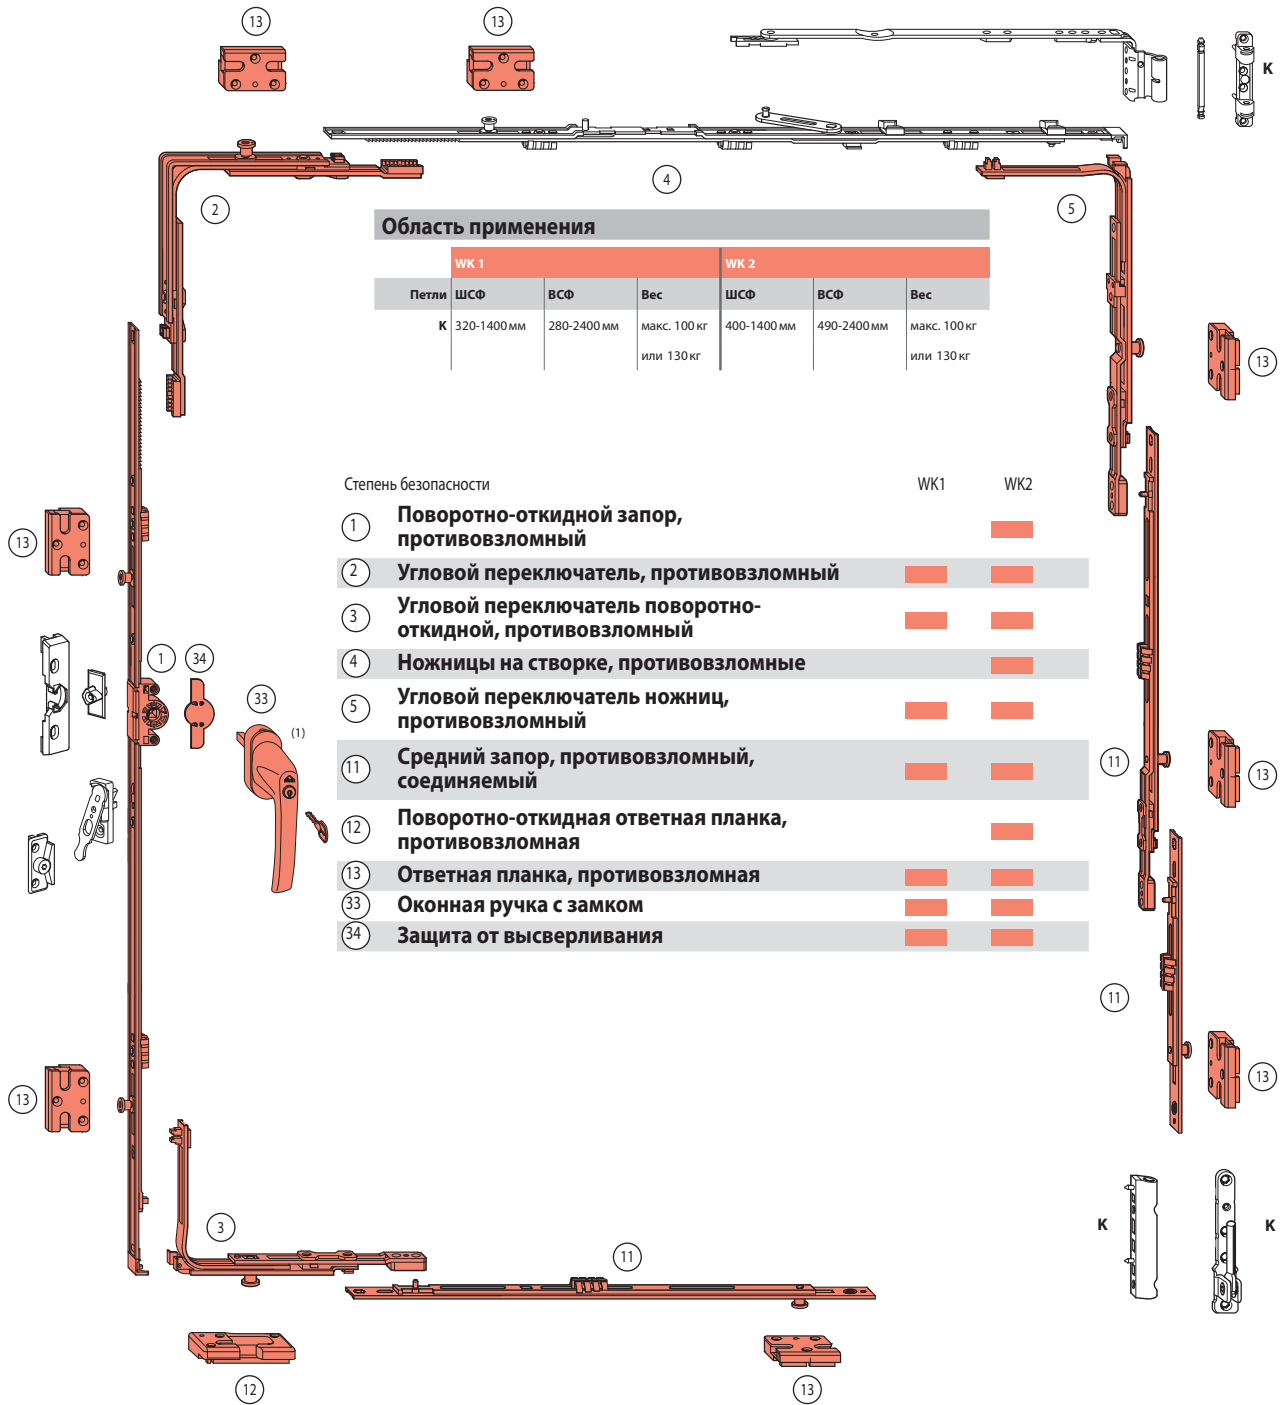 13
13
K
2
4
5
Область применения
WK 1 WK 2
Петли ШСФ ВСФ Вес ШСФ ВСФ Вес
K 320-1400 мм 280-2400 мм макс. 100 кг 400-1400 мм 490-2400 мм макс. 100 кг
или 130 кг или 130 кг
13
Степень безопасности WK1 WK2
1 Поворотно-откидной запор,
противовзломный
2 Угловой переключатель, противовзломный
3 Угловой переключатель поворотно-
откидной, противовзломный
4 Ножницы на створке, противовзломные
5 Угловой переключатель ножниц,
противовзломный
11 Средний запор, противовзломный,
соединяемый
12 Поворотно-откидная ответная планка,
противовзломная
13 Ответная планка, противовзломная
33 Оконная ручка с замком
34 Защита от высверливания
13
1
34
33
(1)
11
13
11
13
13
3
11
K
K
12
13